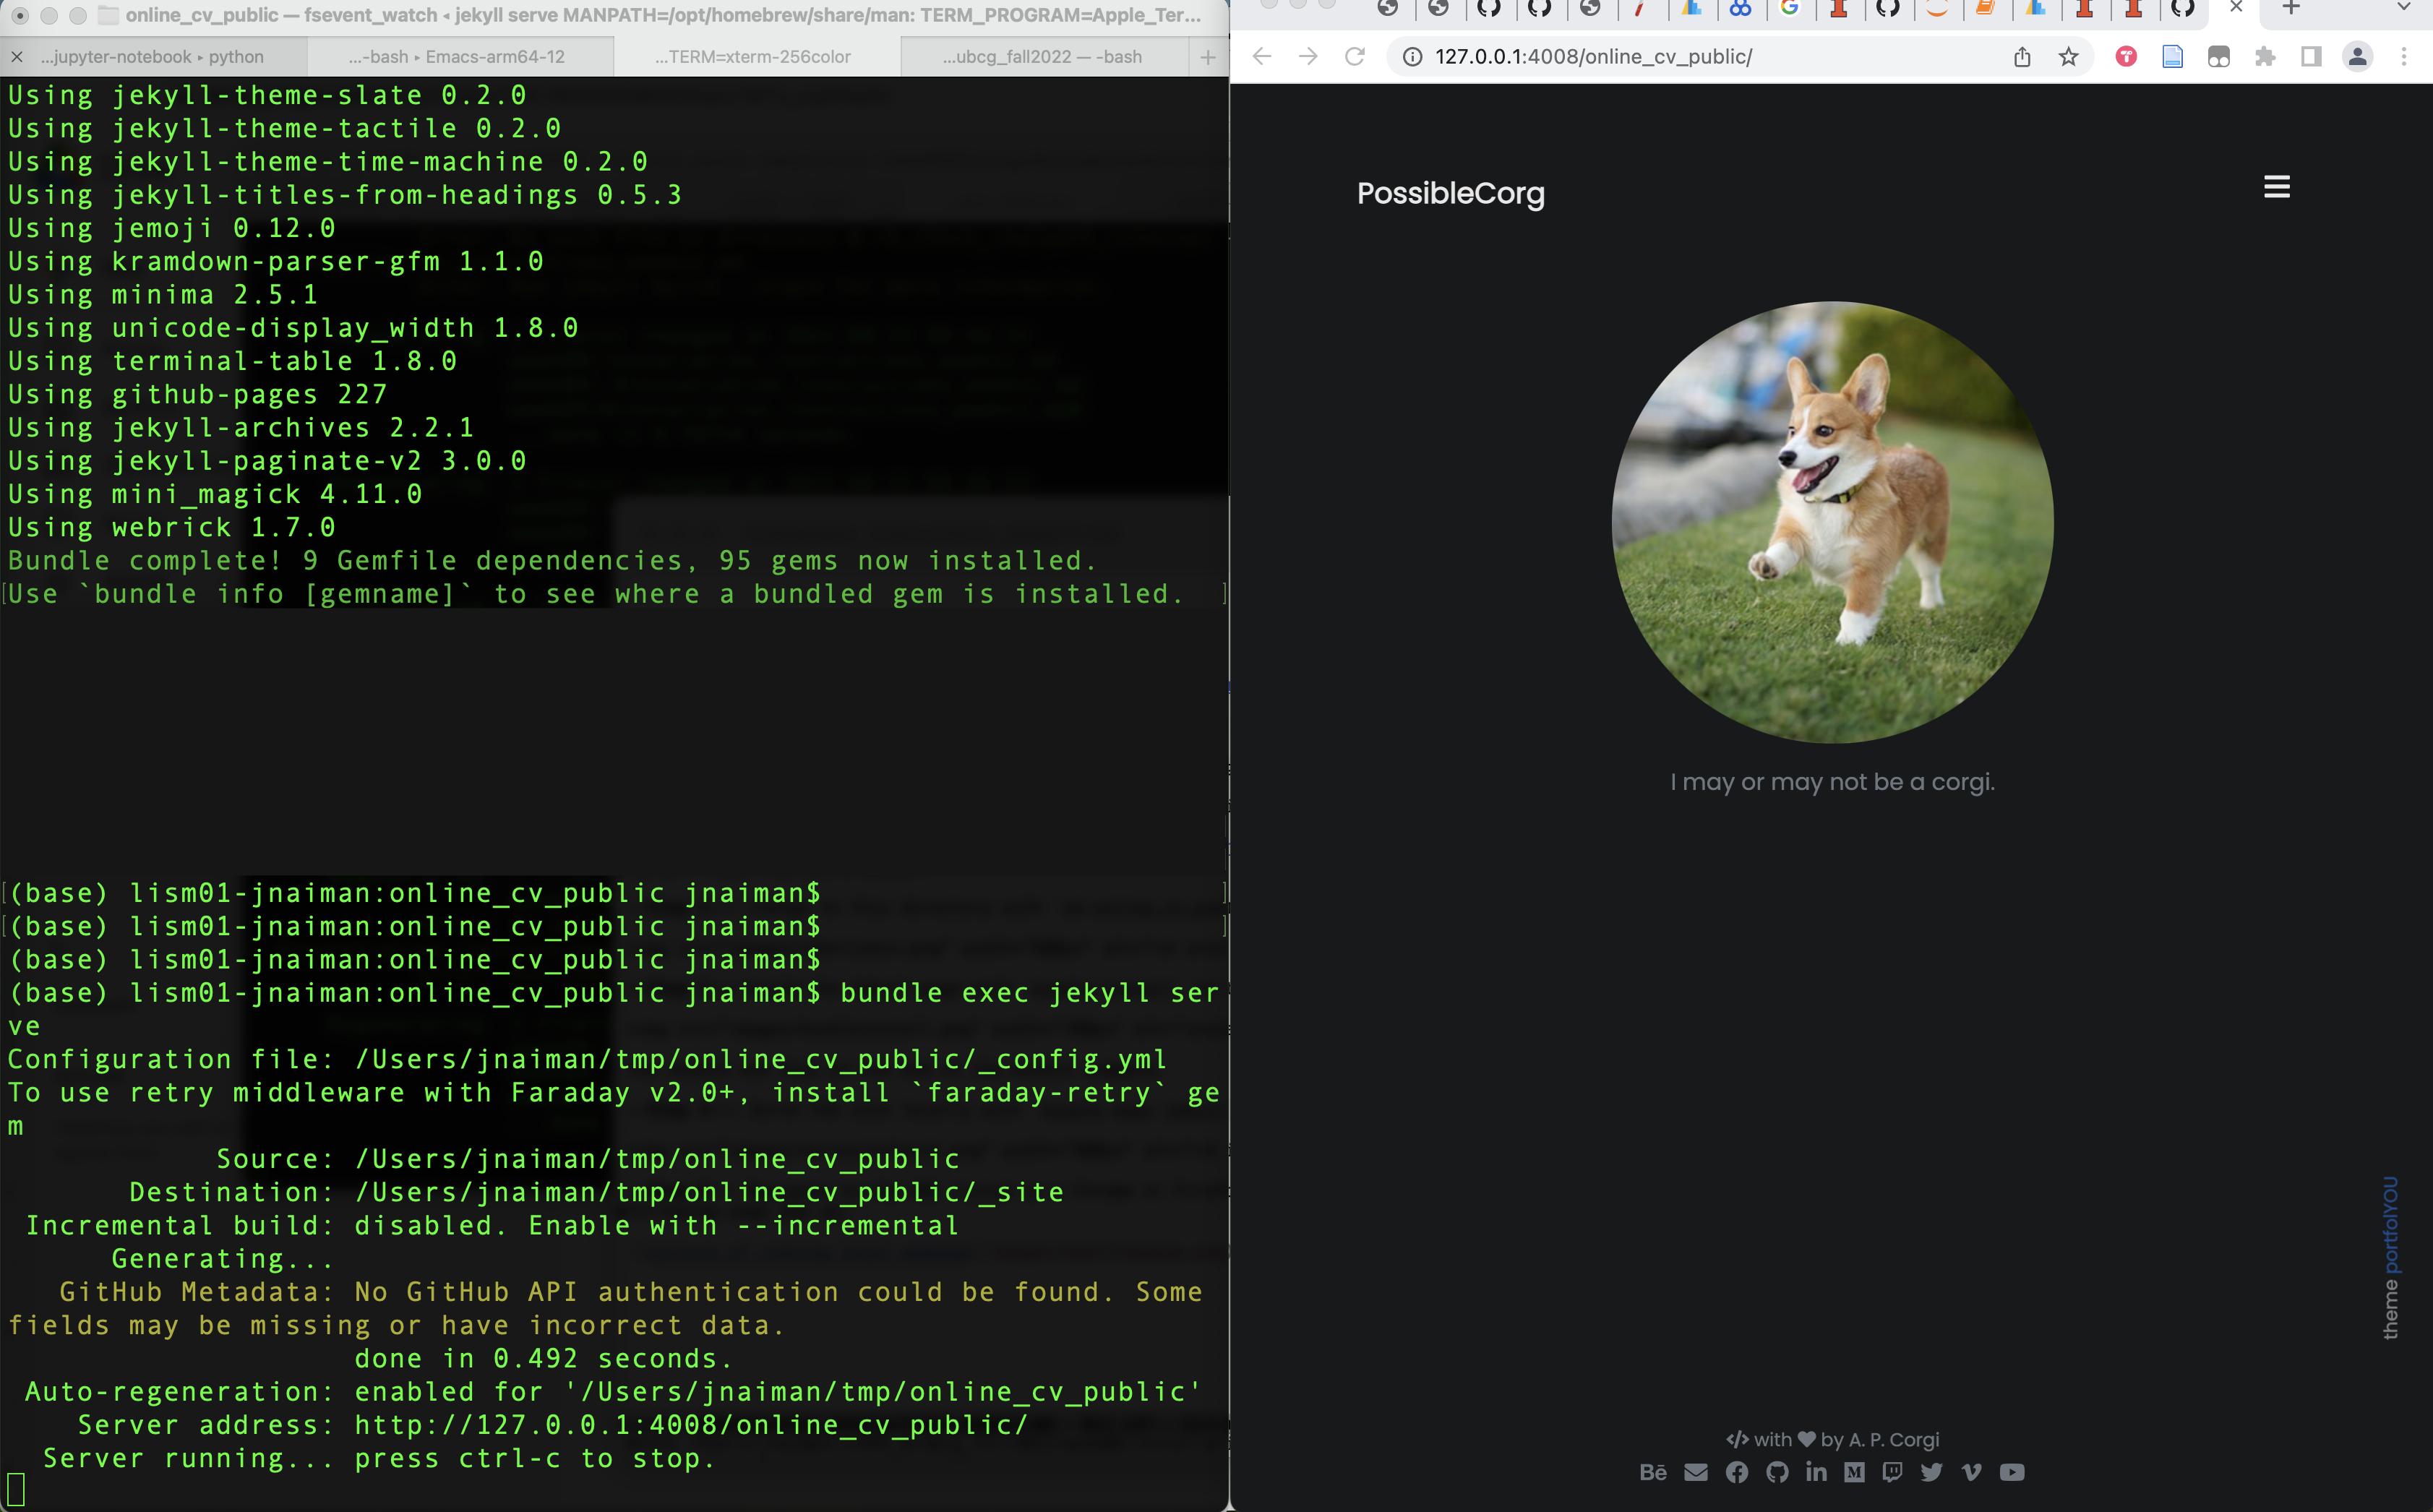 online_cv_public — fsevent_watch ◂ jekyll serve MANPATH=/opt/homebrew/share/man: TERM_PROGRAM=Apple_Ter...
...jupyter-notebook ▸ python
...-bash ▸ Emacs-arm64-12
...TERM=xterm-256color
...ubcg_fall2022 — -bash
Using jekyll-theme-slate 0.2.0
Using jekyll-theme-tactile 0.2.0
Using jekyll-theme-time-machine 0.2.0
Using jekyll-titles-from-headings 0.5.3
Using jemoji 0.12.0
Using kramdown-parser-gfm 1.1.0
Using minima 2.5.1
Using unicode-display_width 1.8.0
Using terminal-table 1.8.0
Using github-pages 227
Using jekyll-archives 2.2.1
Using jekyll-paginate-v2 3.0.0
Using mini_magick 4.11.0
Using webrick 1.7.0
Bundle complete! 9 Gemfile dependencies, 95 gems now installed.
Use `bundle info [gemname]` to see where a bundled gem is installed.
(base) lism01-jnaiman:online_cv_public jnaiman$
(base) lism01-jnaiman:online_cv_public jnaiman$
(base) lism01-jnaiman:online_cv_public jnaiman$
(base) lism01-jnaiman:online_cv_public jnaiman$ bundle exec jekyll ser
ve
Configuration file: /Users/jnaiman/tmp/online_cv_public/_config.yml
To use retry middleware with Faraday v2.0+, install `faraday-retry` ge
m
Source: /Users/jnaiman/tmp/online_cv_public
Destination: /Users/jnaiman/tmp/online_cv_public/_site
Incremental build: disabled. Enable with --incremental
Generating...
GitHub Metadata: No GitHub API authentication could be found. Some
fields may be missing or have incorrect data.
done in 0.492 seconds.
Auto-regeneration: enabled for '/Users/jnaiman/tmp/online_cv_public'
Server address: http://127.0.0.1:4008/online_cv_public/
Server running... press ctrl-c to stop.
127.0.0.1:4008/online_cv_public/
PossibleCorg
I may or may not be a corgi.
theme portfolYOU
</> with ♥ by A. P. Corgi